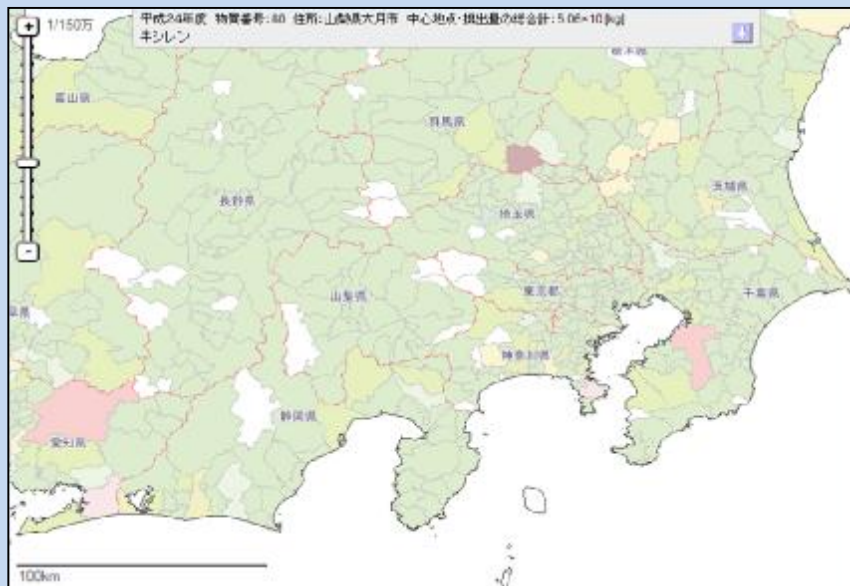 平成24年度 物質番号:80 住所:山梨県大月市 中心地点・排出量の総合計:5.06×10[kg]
キシレン
1/150万
+
-
栃木県
富山県
群馬県
茨城県
長野県
埼玉県
山梨県
東京都
千葉県
神奈川県
静岡県
愛知県
100km